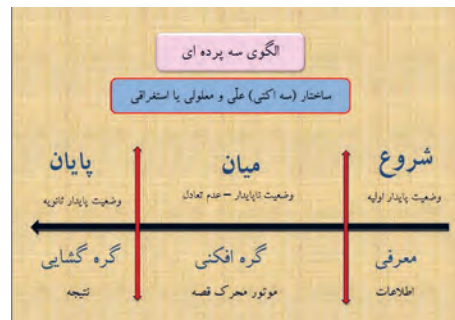 الگوی سه پرده ای
ساختار (سه اکتی) علّی و معلولی یا استغراقی
شروع
میان
پایان
وضعیت پایدار اولیه
وضعیت ناپایدار – عدم تعادل
وضعیت پایدار ثانویه
معرفی
گره افکنی
گره گشایی
اطلاعات
موتور محرک قصه
نتیجه